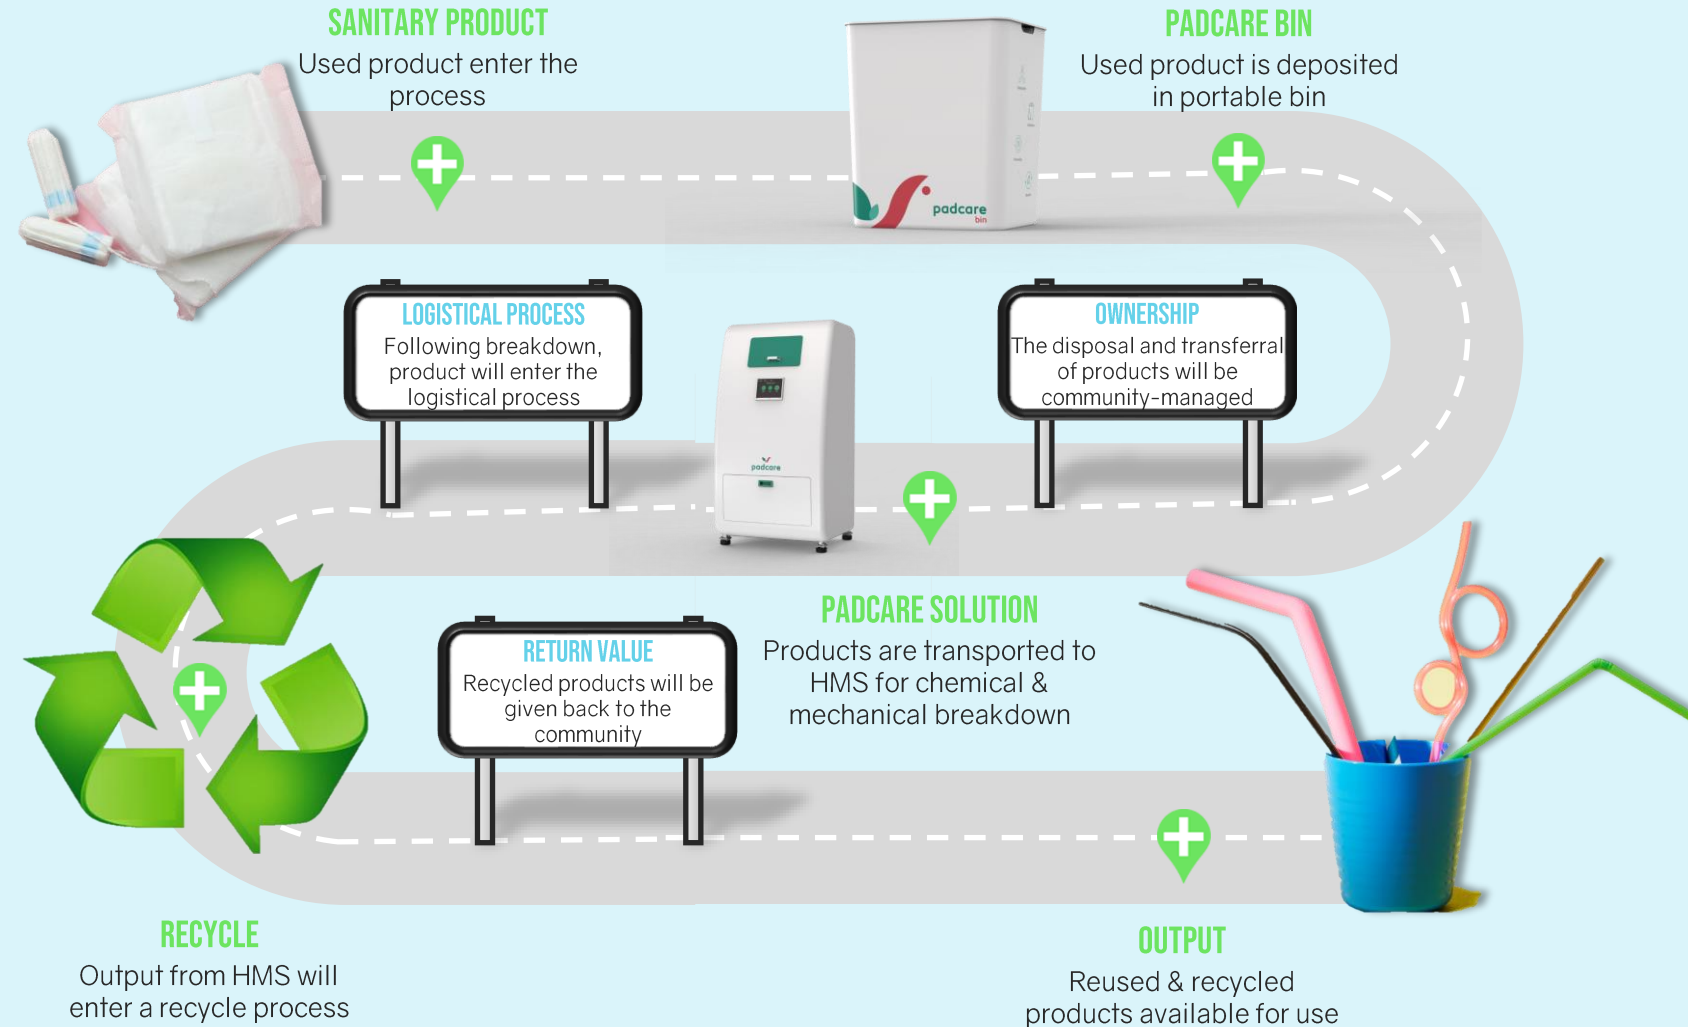 SANITARY PRODUCT
Used product enter the
process
PADCARE BIN
Used product is deposited
in portable bin
padcare
bin
LOGISTICAL PROCESS
Following breakdown,
product will enter the
logistical process
OWNERSHIP
The disposal and transferral
of products will be
community-managed
padcare
PADCARE SOLUTION
Products are transported to
HMS for chemical &
mechanical breakdown
RETURN VALUE
Recycled products will be
given back to the
community
RECYCLE
Output from HMS will
enter a recycle process
OUTPUT
Reused & recycled
products available for use